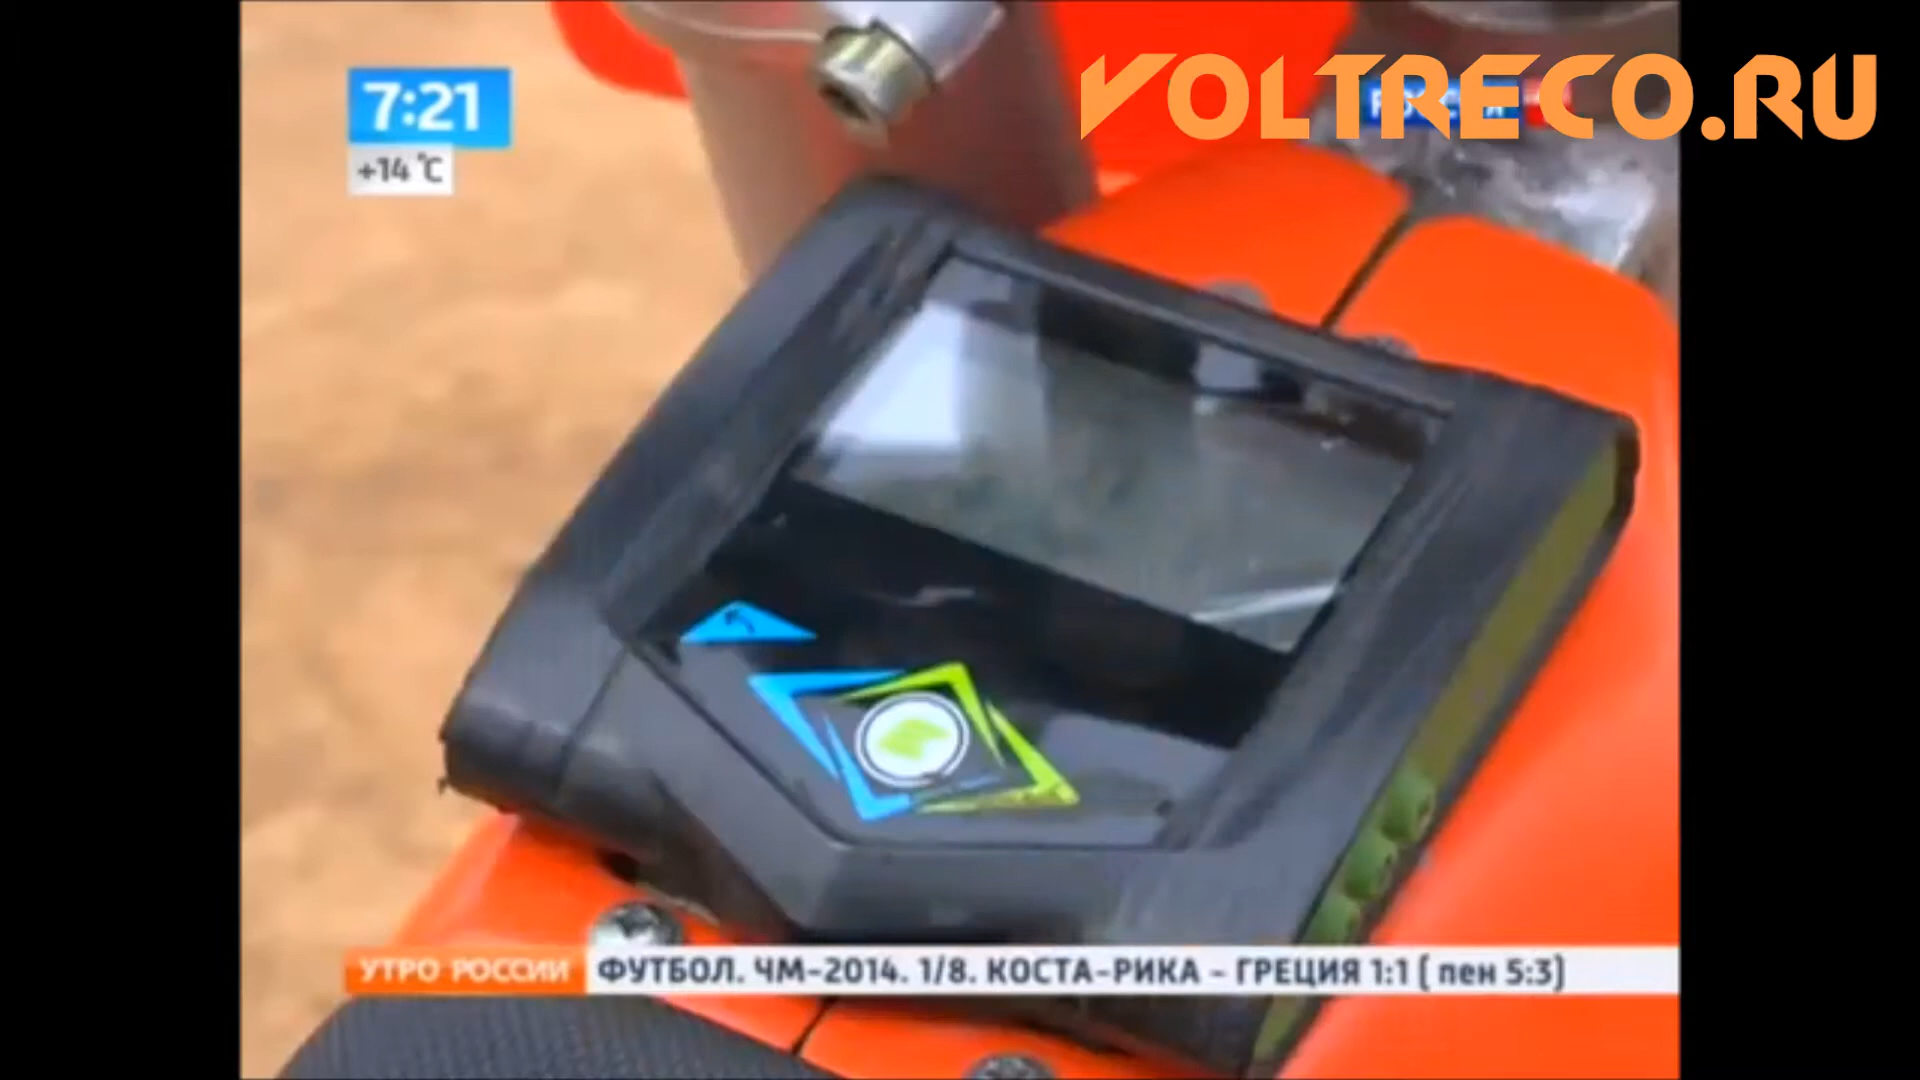 7:21
VOLTRECO.RU
+14 °C
УТРО РОССИИ ФУТБОЛ. ЧМ-2014. 1/8. КОСТА-РИКА - ГРЕЦИЯ 1:1 ( пен 5:3)